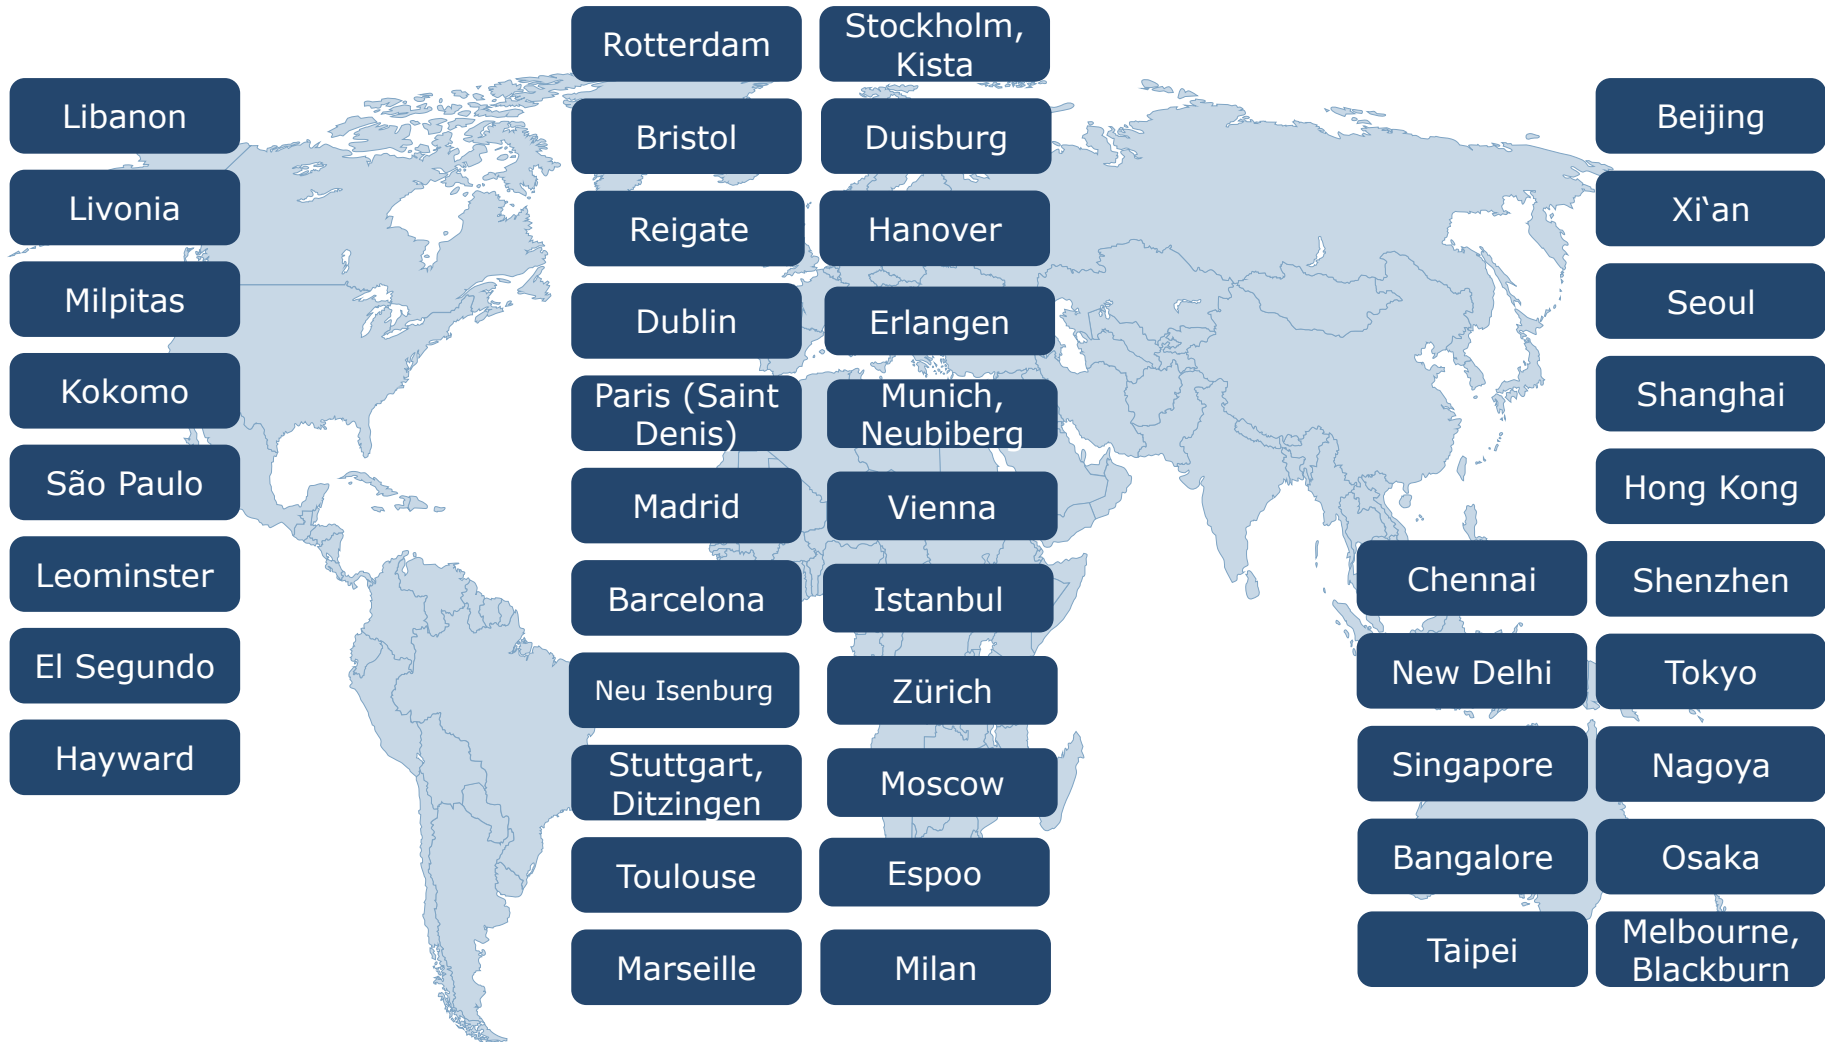 Libanon
Livonia
Milpitas
Kokomo
São Paulo
Leominster
El Segundo
Hayward
Rotterdam
Bristol
Reigate
Dublin
Paris (Saint
Denis)
Madrid
Barcelona
Neu Isenburg
Stuttgart,
Ditzingen
Toulouse
Marseille
Stockholm,
Kista
Duisburg
Hanover
Erlangen
Munich,
Neubiberg
Vienna
Istanbul
Zürich
Moscow
Espoo
Milan
Chennai
New Delhi
Singapore
Bangalore
Taipei
Beijing
Xi‘an
Seoul
Shanghai
Hong Kong
Shenzhen
Tokyo
Nagoya
Osaka
Melbourne,
Blackburn